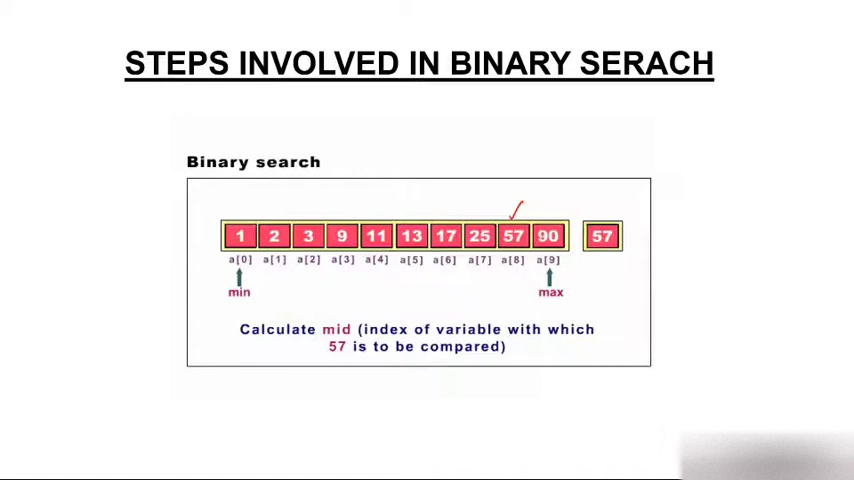 STEPS INVOLVED IN BINARY SERACH
Binary search
1 2 3 9 11 13 17 25 57 90 57
a[0] a[1] a[2] a[3] a[4] a[5] a[6] a[7] a[8] a[9]
min max
Calculate mid (index of variable with which
57 is to be compared)